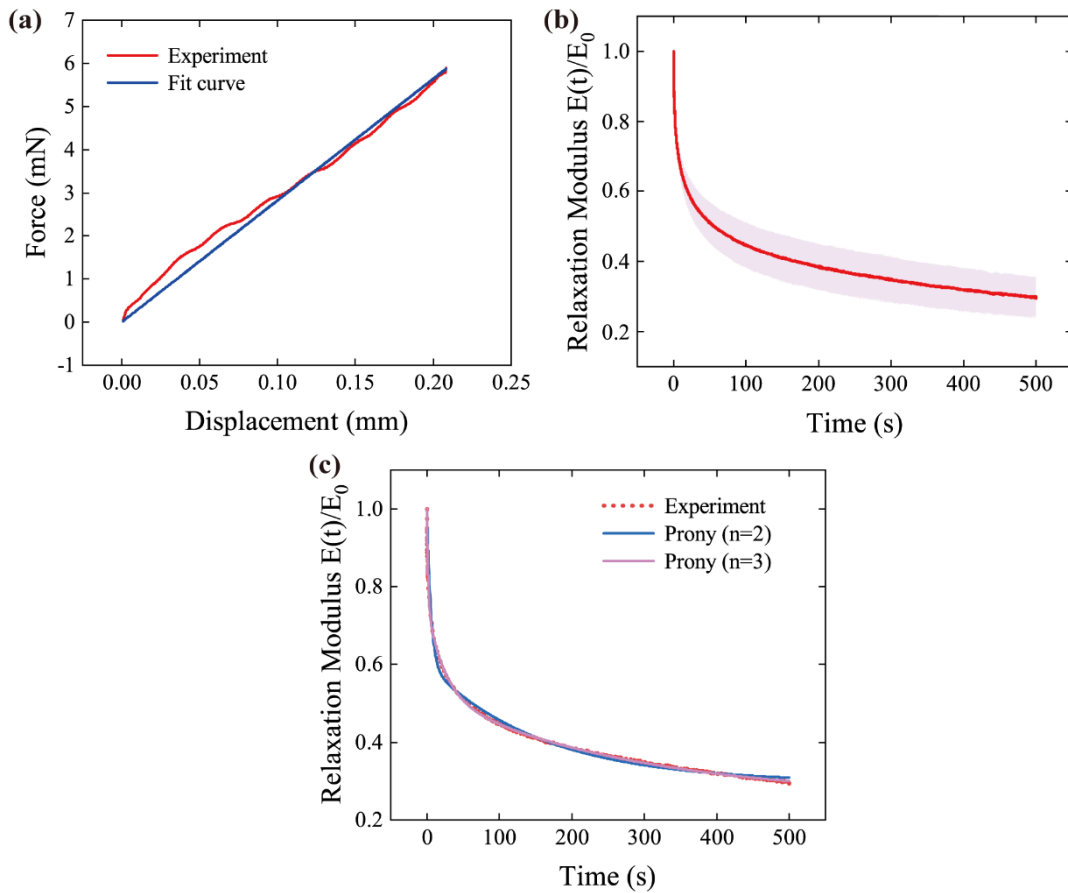 (a)
7
6
5
4
3
2
1
0
-1
Force (mN)
Experiment
Fit curve
0.00 0.05 0.10 0.15 0.20 0.25
Displacement (mm)
(b)
1.0
0.8
0.6
0.4
0.2
Relaxation Modulus E(t)/E₀
0 100 200 300 400 500
Time (s)
(c)
1.0
0.8
0.6
0.4
0.2
Relaxation Modulus E(t)/E₀
Experiment
Prony (n=2)
Prony (n=3)
0 100 200 300 400 500
Time (s)